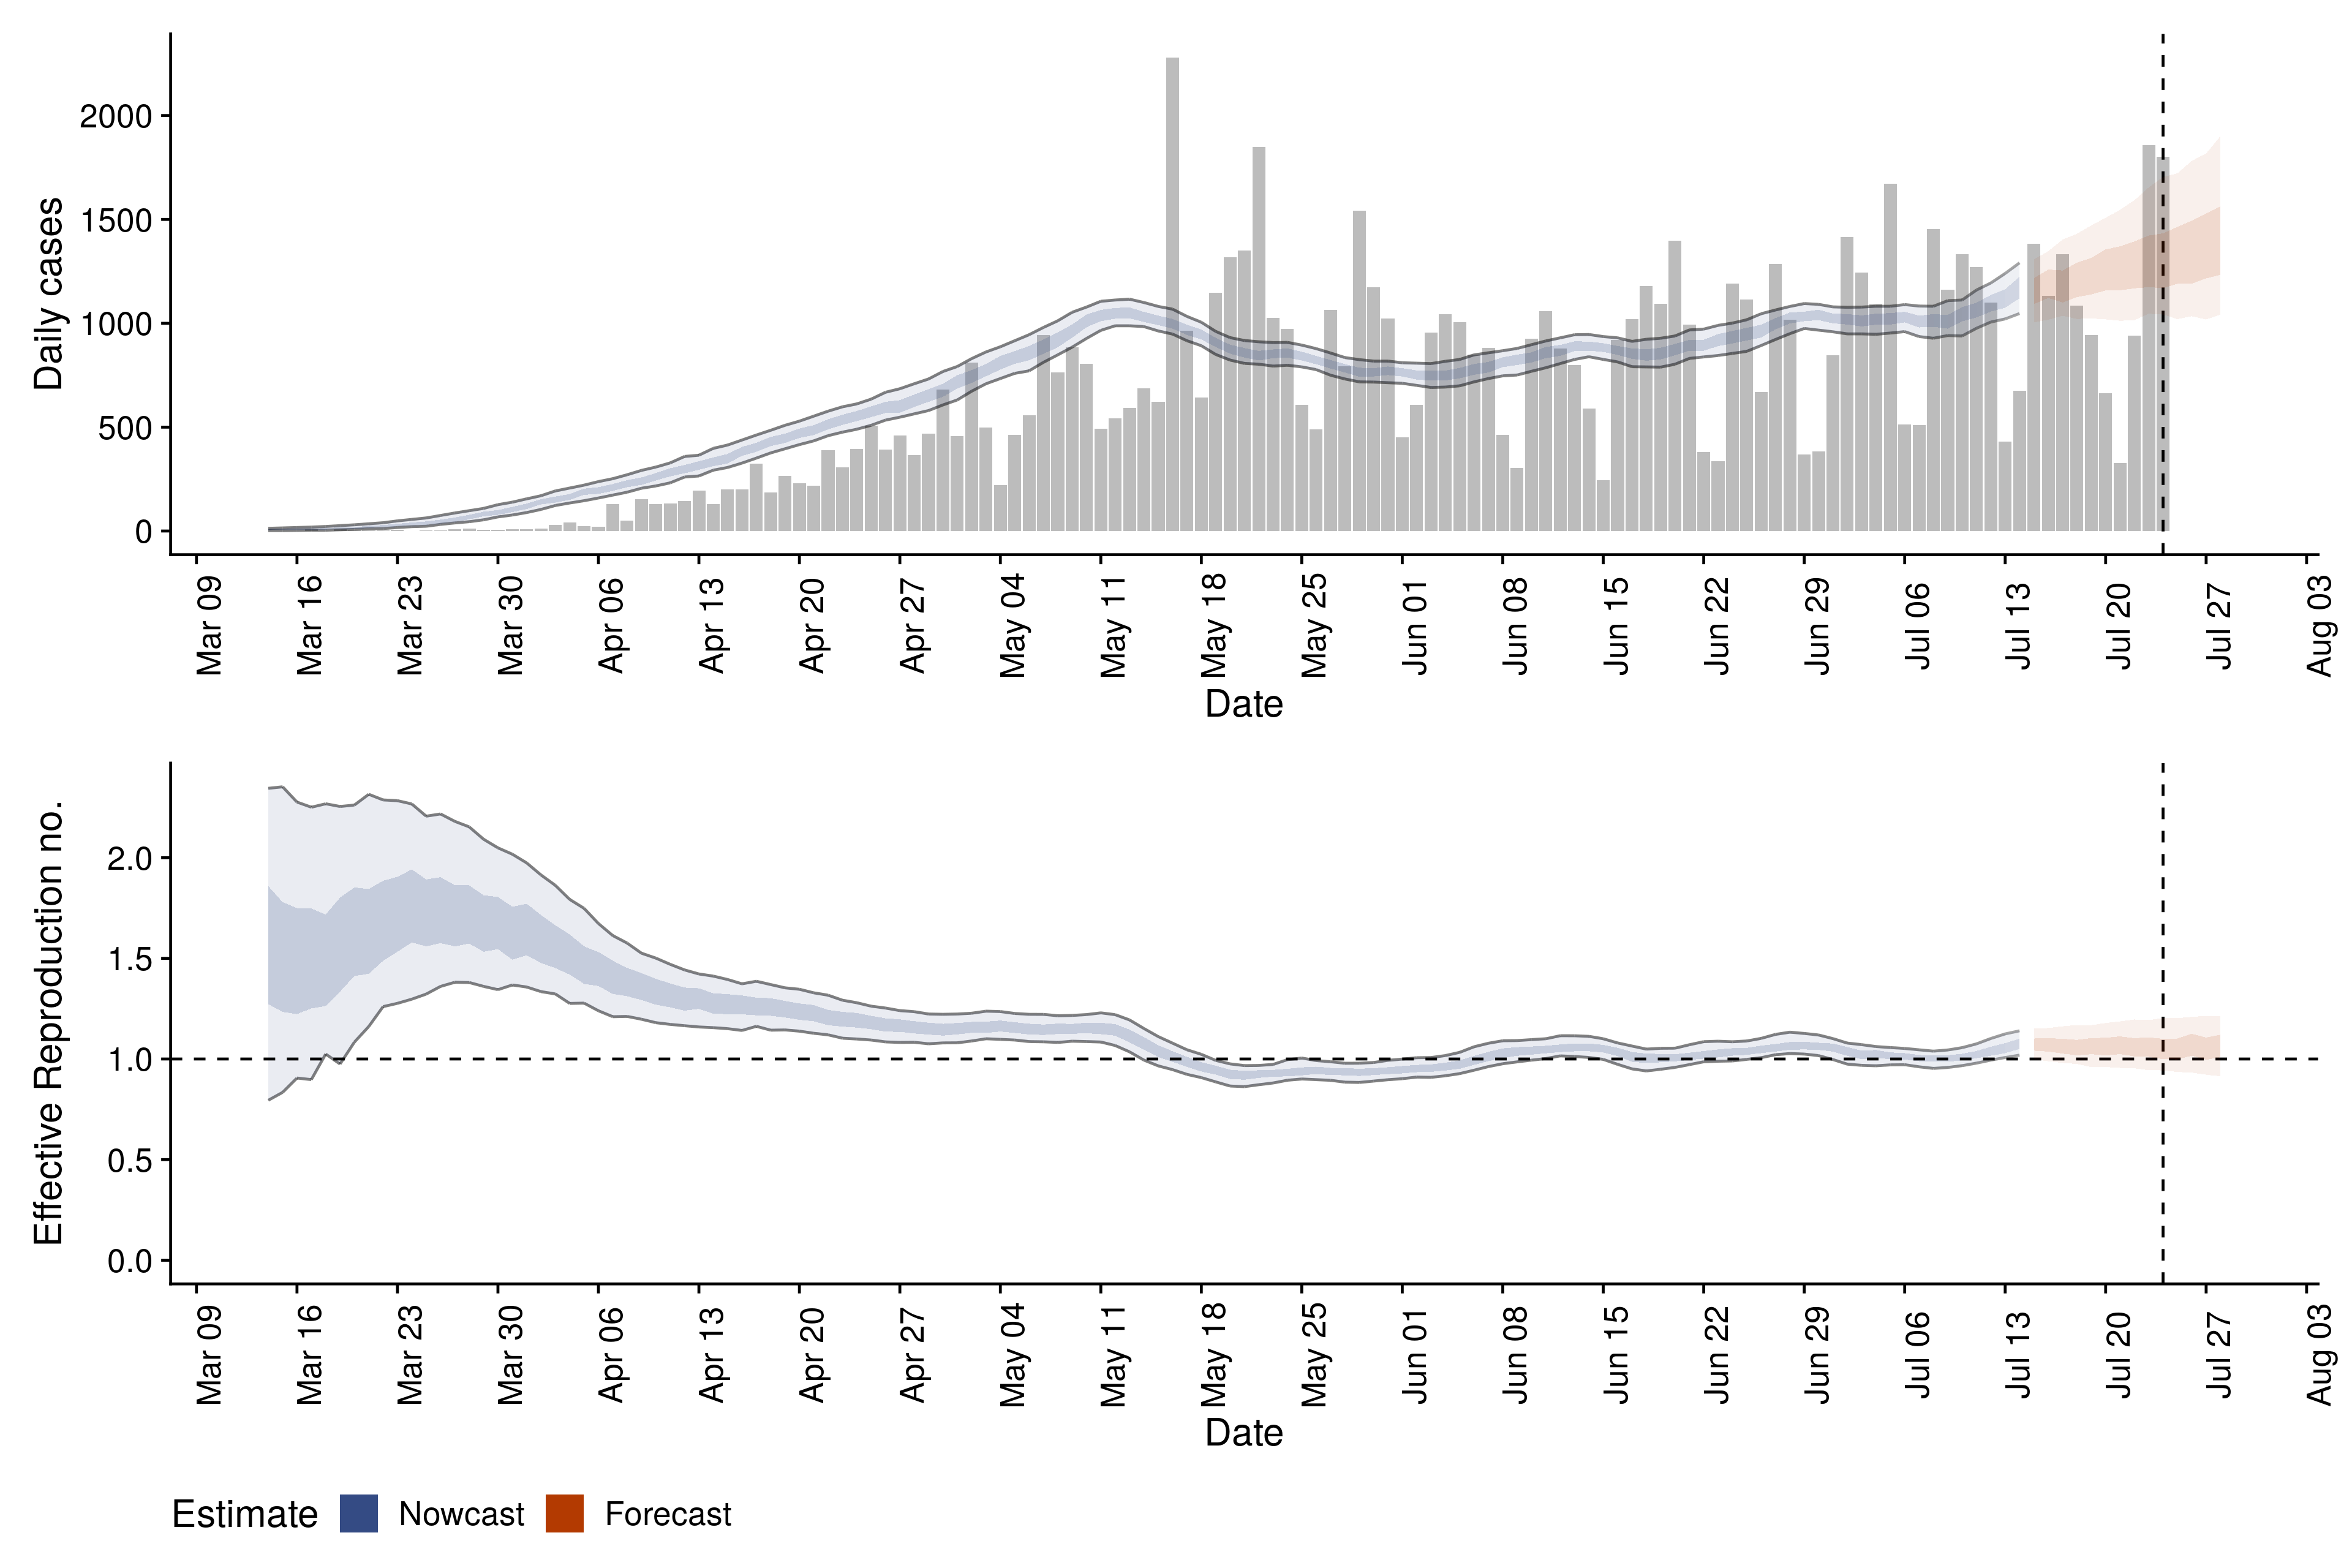 Daily cases
2000
1500
1000
500
0
Mar 09
Mar 16
Mar 23
Mar 30
Apr 06
Apr 13
Apr 20
Apr 27
May 04
May 11
May 18
May 25
Jun 01
Jun 08
Jun 15
Jun 22
Jun 29
Jul 06
Jul 13
Jul 20
Jul 27
Aug 03
Date
Effective Reproduction no.
2.0
1.5
1.0
0.5
0.0
Mar 09
Mar 16
Mar 23
Mar 30
Apr 06
Apr 13
Apr 20
Apr 27
May 04
May 11
May 18
May 25
Jun 01
Jun 08
Jun 15
Jun 22
Jun 29
Jul 06
Jul 13
Jul 20
Jul 27
Aug 03
Date
Estimate Nowcast Forecast